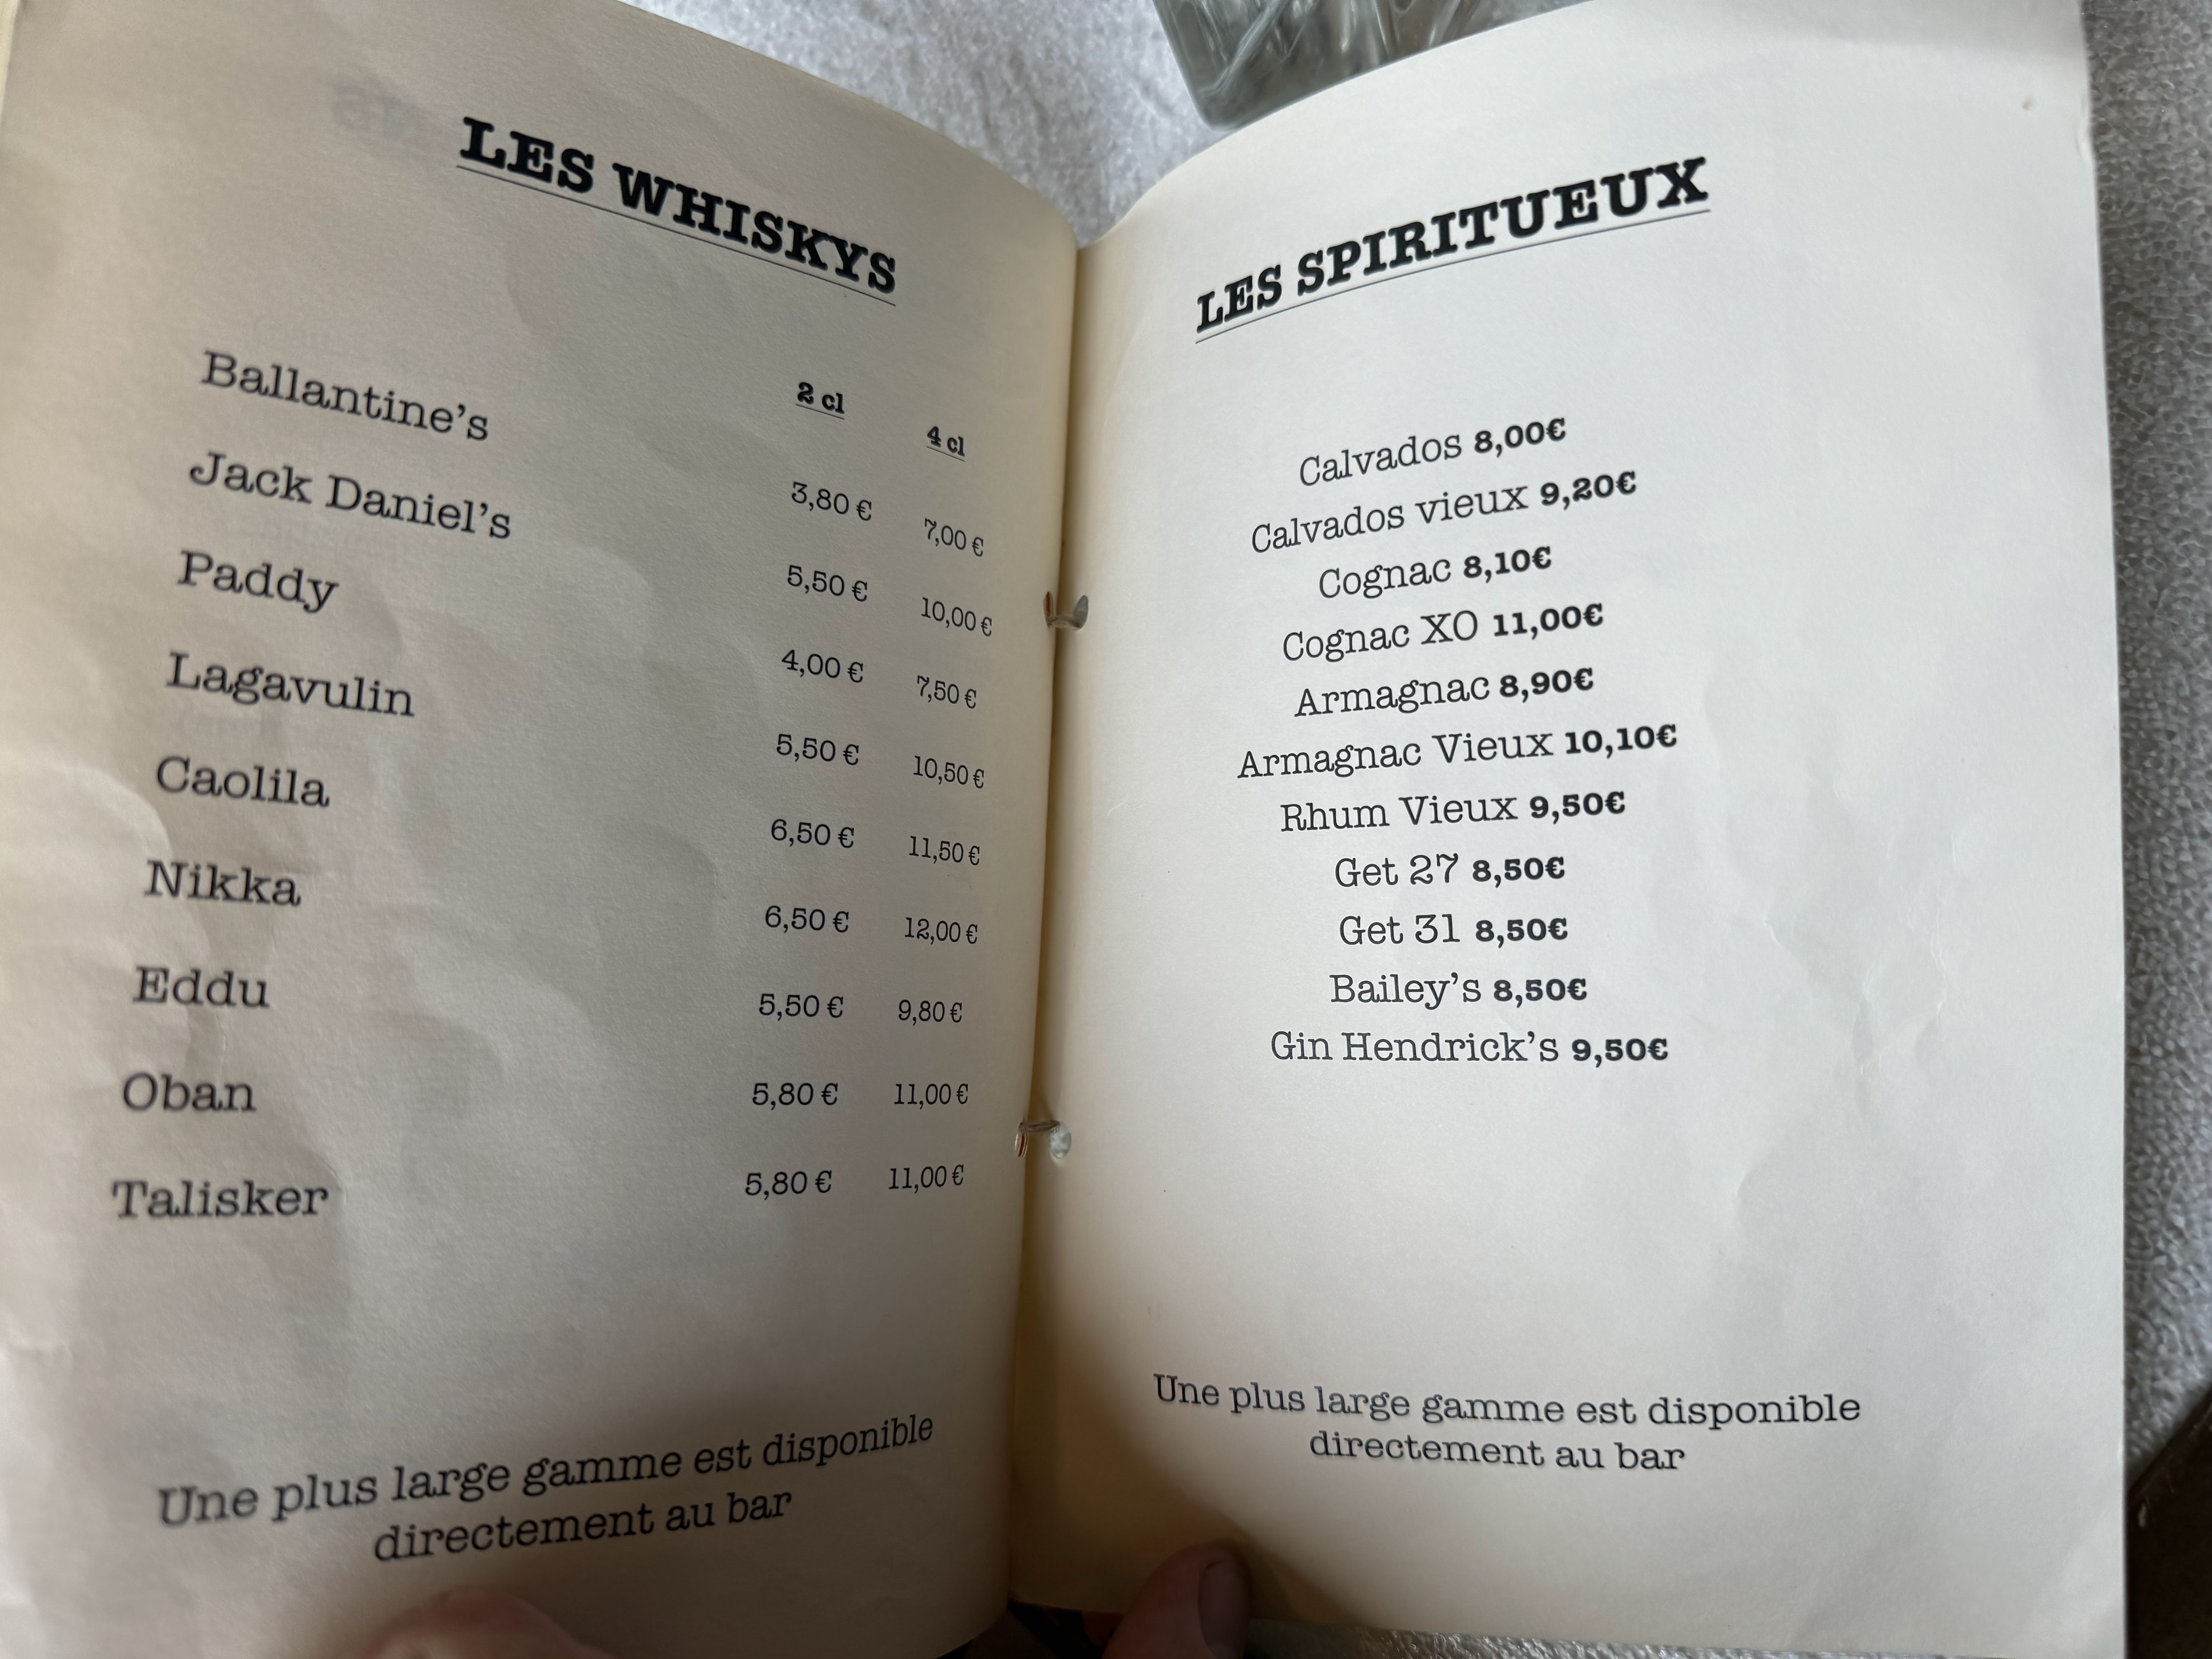 LES WHISKYS
2 cl 4 cl
Ballantine's 3,80 € 7,00 €
Jack Daniel's 5,50 € 10,00 €
Paddy 4,00 € 7,50 €
Lagavulin 5,50 € 10,50 €
Caolila 6,50 € 11,50 €
Nikka 6,50 € 12,00 €
Eddu 5,50 € 9,80 €
Oban 5,80 € 11,00 €
Talisker 5,80 € 11,00 €
Une plus large gamme est disponible
directement au bar
LES SPIRITUEUX
Calvados 8,00€
Calvados vieux 9,20€
Cognac 8,10€
Cognac XO 11,00€
Armagnac 8,90€
Armagnac Vieux 10,10€
Rhum Vieux 9,50€
Get 27 8,50€
Get 31 8,50€
Bailey's 8,50€
Gin Hendrick's 9,50€
Une plus large gamme est disponible
directement au bar